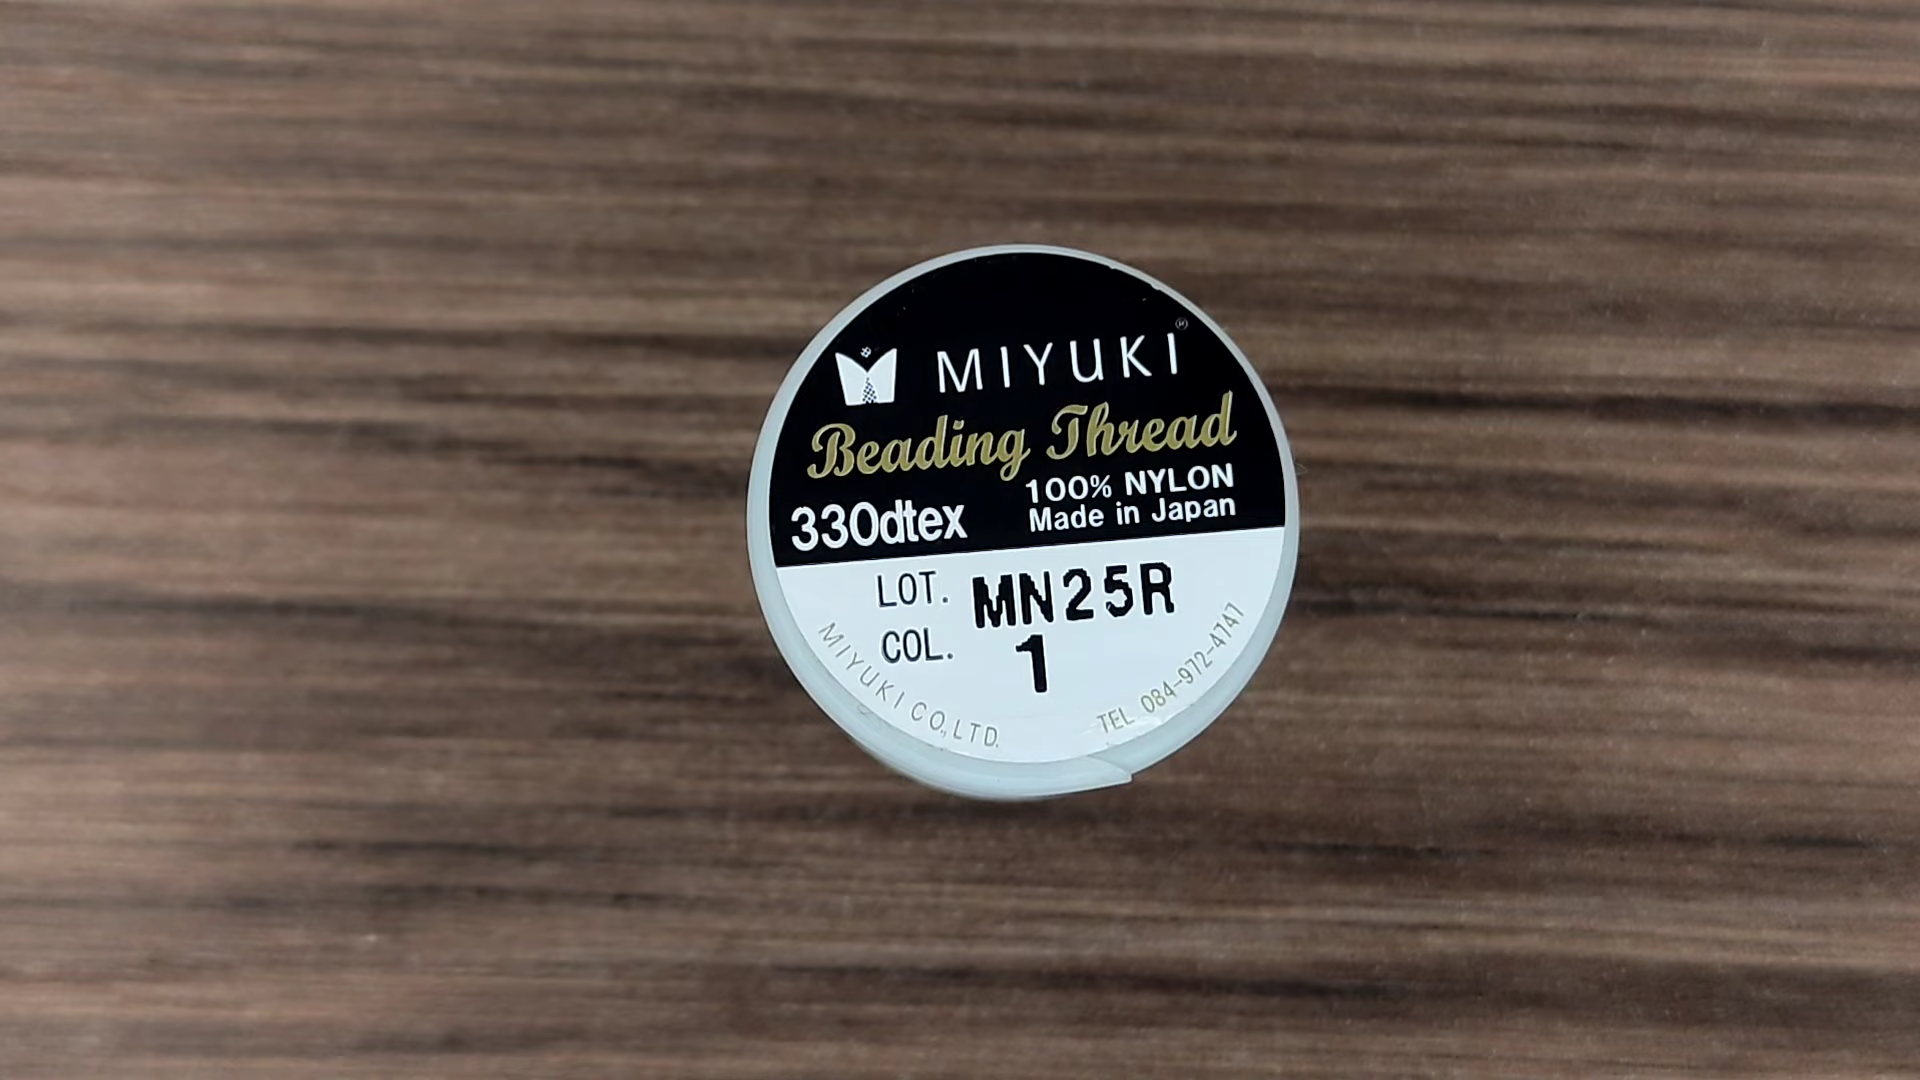 MIYUKI®
Beading Thread
330dtex
100% NYLON
Made in Japan
LOT. MN25R
COL. 1
MIYUKI CO.,LTD.
TEL 084-972-4747